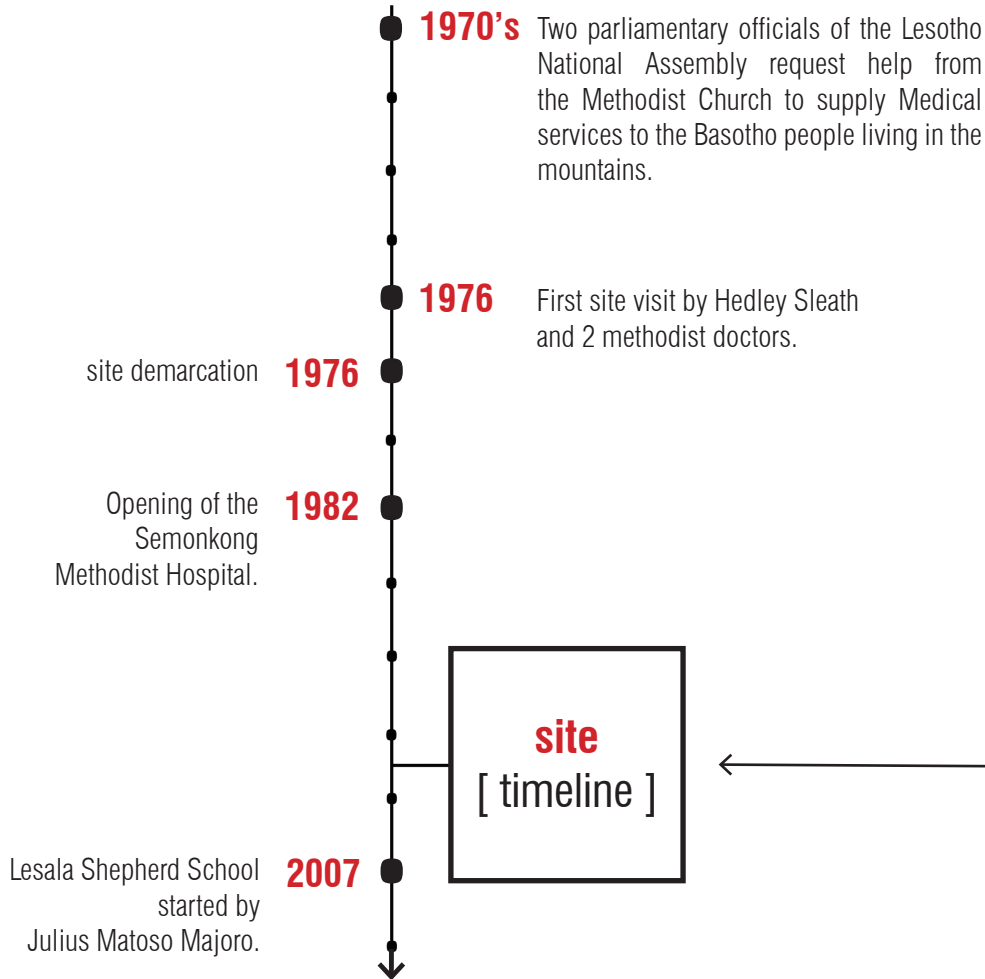 1970's
Two parliamentary officials of the Lesotho
National Assembly request help from
the Methodist Church to supply Medical
services to the Basotho people living in the
mountains.
1976
First site visit by Hedley Sleath
and 2 methodist doctors.
site demarcation
1976
Opening of the
Semonkong
Methodist Hospital.
1982
site
[ timeline ]
Lesala Shepherd School
started by
Julius Matoso Majoro.
2007